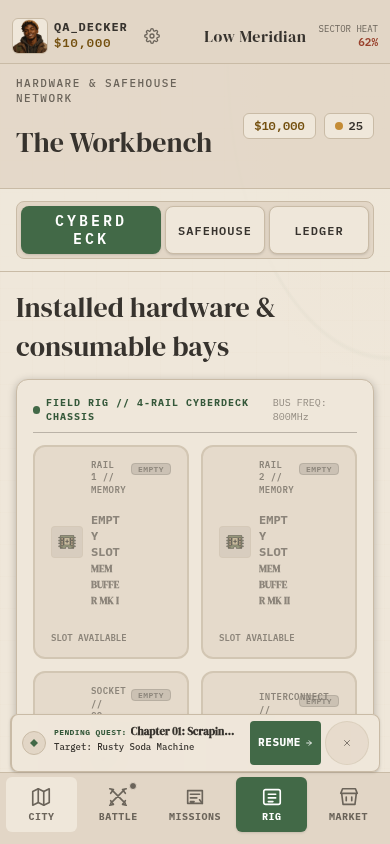 QA_DECKER
$10,000
Low Meridian
SECTOR HEAT
62%
HARDWARE & SAFEHOUSE
NETWORK
The Workbench
$10,000
25
CYBERD
ECK
SAFEHOUSE
LEDGER
Installed hardware &
consumable bays
FIELD RIG // 4-RAIL CYBERDECK
CHASSIS
BUS FREQ:
800MHz
RAIL
1 //
MEMORY
EMPTY
EMPT
Y
SLOT
MEM
BUFFE
R MK I
SLOT AVAILABLE
RAIL
2 //
MEMORY
EMPTY
EMPT
Y
SLOT
MEM
BUFFE
R MK II
SLOT AVAILABLE
SOCKET
//
EMPTY
INTERCONNECT
//
EMPTY
PENDING QUEST: Chapter 01: Scrapin...
Target: Rusty Soda Machine
RESUME →
×
CITY
BATTLE
MISSIONS
RIG
MARKET